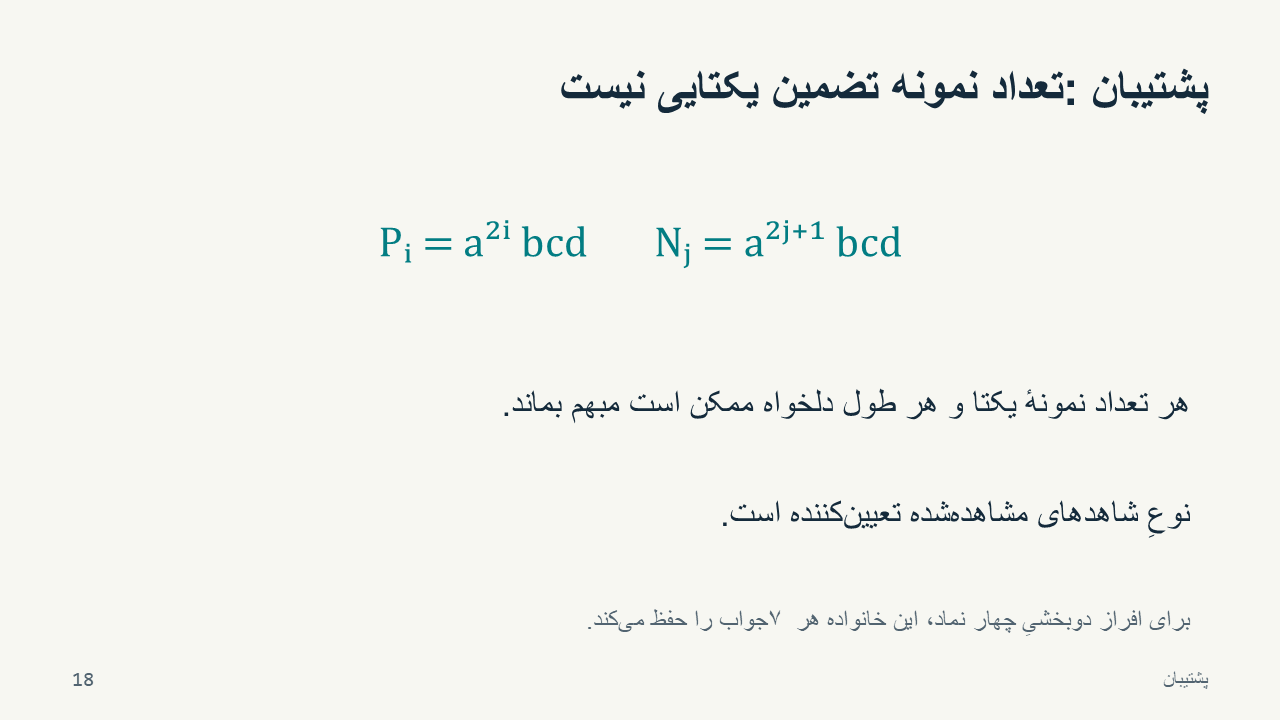 پشتیبان :تعداد نمونه تضمین یکتایی نیست
Pᵢ = a²ⁱ bcd     Nⱼ = a²ʲ⁺¹ bcd
هر تعداد نمونهٔ یکتا و هر طول دلخواه ممکن است مبهم بماند.
نوعِ شاهدهای مشاهده‌شده تعیین‌کننده است.
برای افراز دوبخشیِ چهار نماد، این خانواده هر ۷جواب را حفظ می‌کند.
پشتیبان
18